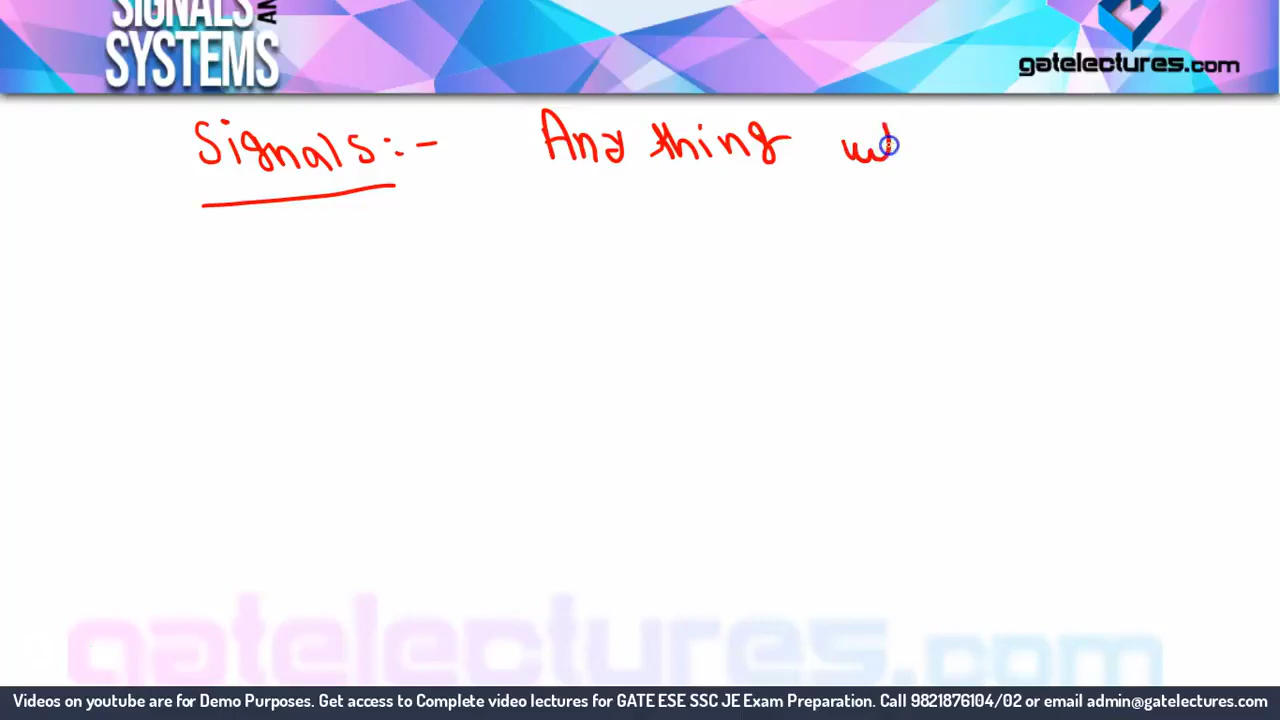 SIGNALS AND
SYSTEMS
gatelectures.com
Signals:- Any thing
gatelectures.com
Videos on youtube are for Demo Purposes. Get access to Complete video lectures for GATE ESE SSC JE Exam Preparation. Call 9821876104/02 or email admin@gatelectures.com